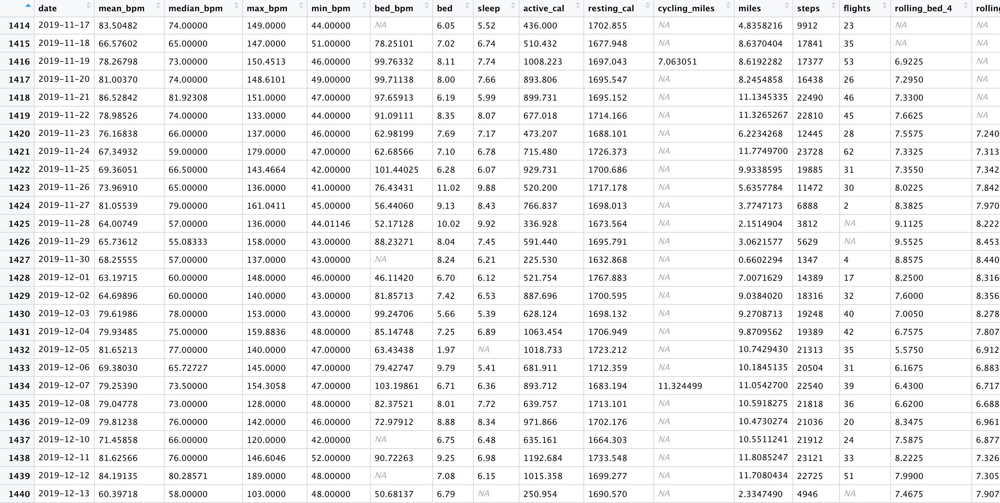 date mean_bpm median_bpm max_bpm min_bpm bed_bpm bed sleep active_cal resting_cal cycling_miles miles steps flights rolling_bed_4 rolling
1414 2019-11-17 83.50482 74.00000 149.0000 44.00000 NA 6.05 5.52 436.000 1702.855 NA 4.8358216 9912 23 NA NA
1415 2019-11-18 66.57602 65.00000 147.0000 51.00000 78.25101 7.02 6.74 510.432 1677.948 NA 8.6370404 17841 35 NA NA
1416 2019-11-19 78.26798 73.00000 150.4513 46.00000 99.76332 8.11 7.74 1008.223 1697.043 7.063051 8.6192282 17377 53 6.9225 NA
1417 2019-11-20 81.00370 74.00000 148.6101 49.00000 99.71138 8.00 7.66 893.806 1695.547 NA 8.2454858 16438 26 7.2950 NA
1418 2019-11-21 86.52842 81.92308 151.0000 47.00000 97.65913 6.19 5.99 899.731 1695.152 NA 11.1345335 22490 46 7.3300 NA
1419 2019-11-22 78.98526 74.00000 133.0000 44.00000 91.09111 8.35 8.07 677.018 1714.166 NA 11.3265267 22810 45 7.6625 NA
1420 2019-11-23 76.16838 66.00000 137.0000 46.00000 62.98199 7.69 7.17 473.207 1688.101 NA 6.2234268 12445 28 7.5575 7.240
1421 2019-11-24 67.34932 59.00000 179.0000 47.00000 62.68566 7.10 6.78 715.480 1726.373 NA 11.7749700 23728 62 7.3325 7.313
1422 2019-11-25 69.36051 66.50000 143.4664 42.00000 101.44025 6.28 6.07 929.731 1700.686 NA 9.9338595 19885 31 7.3550 7.342
1423 2019-11-26 73.96910 65.00000 136.0000 41.00000 76.43431 11.02 9.88 520.200 1717.178 NA 5.6357784 11472 30 8.0225 7.842
1424 2019-11-27 81.05539 79.00000 161.0411 45.00000 56.44060 9.13 8.43 766.837 1698.013 NA 3.7747173 6888 2 8.3825 7.970
1425 2019-11-28 64.00749 57.00000 136.0000 44.01146 52.17128 10.02 9.92 336.928 1673.564 NA 2.1514904 3812 NA 9.1125 8.222
1426 2019-11-29 65.73612 55.08333 158.0000 43.00000 88.23271 8.04 7.45 591.440 1695.791 NA 3.0621577 5629 NA 9.5525 8.453
1427 2019-11-30 68.25555 57.00000 137.0000 43.00000 NA 8.24 6.21 225.530 1632.868 NA 0.6602294 1347 4 8.8575 8.440
1428 2019-12-01 63.19715 60.00000 148.0000 46.00000 46.11420 6.70 6.12 521.754 1767.883 NA 7.0071629 14389 17 8.2500 8.316
1429 2019-12-02 64.69896 60.00000 140.0000 43.00000 81.85713 7.42 6.53 887.696 1700.595 NA 9.0384020 18316 32 7.6000 8.356
1430 2019-12-03 79.61986 78.00000 153.0000 43.00000 99.24706 5.66 5.39 628.124 1698.132 NA 9.2708713 19248 40 7.0050 8.278
1431 2019-12-04 79.93485 75.00000 159.8836 48.00000 85.14748 7.25 6.89 1063.454 1706.949 NA 9.8709562 19389 42 6.7575 7.807
1432 2019-12-05 81.65213 77.00000 140.0000 47.00000 63.43438 1.97 NA 1018.733 1723.212 NA 10.7429430 21313 35 5.5750 6.912
1433 2019-12-06 69.38030 65.72727 145.0000 47.00000 79.42747 9.79 5.41 681.911 1712.359 NA 10.1845135 20504 31 6.1675 6.883
1434 2019-12-07 79.25390 73.50000 154.3058 47.00000 103.19861 6.71 6.36 893.712 1683.194 11.324499 11.0542700 22540 39 6.4300 6.717
1435 2019-12-08 79.04778 73.00000 128.0000 48.00000 82.37521 8.01 7.72 639.757 1713.101 NA 10.5918275 21818 36 6.6200 6.688
1436 2019-12-09 79.81238 76.00000 142.0000 46.00000 72.97912 8.88 8.34 971.866 1702.176 NA 10.4730274 21036 20 8.3475 6.961
1437 2019-12-10 71.45858 66.00000 120.0000 42.00000 NA 6.75 6.48 635.161 1664.303 NA 10.5511241 21912 24 7.5875 6.877
1438 2019-12-11 81.62566 76.00000 146.6046 52.00000 90.72263 9.25 6.98 1192.684 1733.548 NA 11.8085247 23121 33 8.2225 7.326
1439 2019-12-12 84.19135 80.28571 189.0000 48.00000 NA 7.08 6.15 1015.358 1699.277 NA 11.7080434 22725 51 7.9900 7.305
1440 2019-12-13 60.39718 58.00000 103.0000 48.00000 50.68137 6.79 NA 250.954 1690.570 NA 2.3347490 4946 NA 7.4675 7.907